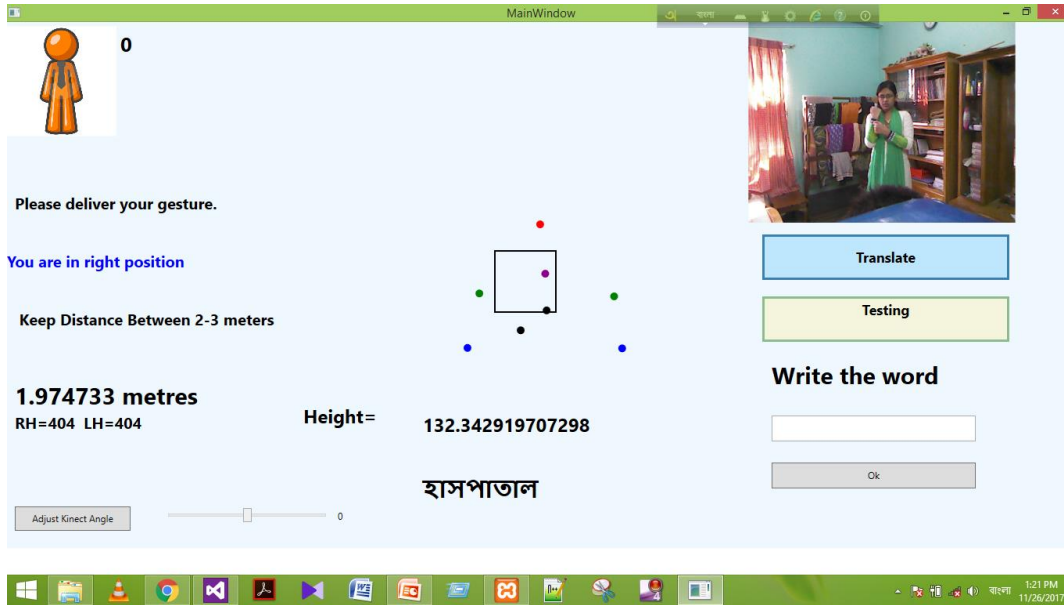 MainWindow
বাংলা
0
Please deliver your gesture.
You are in right position
Keep Distance Between 2-3 meters
1.974733 metres
RH=404 LH=404
Height=
132.342919707298
হাসপাতাল
Adjust Kinect Angle
0
Translate
Testing
Write the word
Ok
বাংলা
1:21 PM
11/26/2017